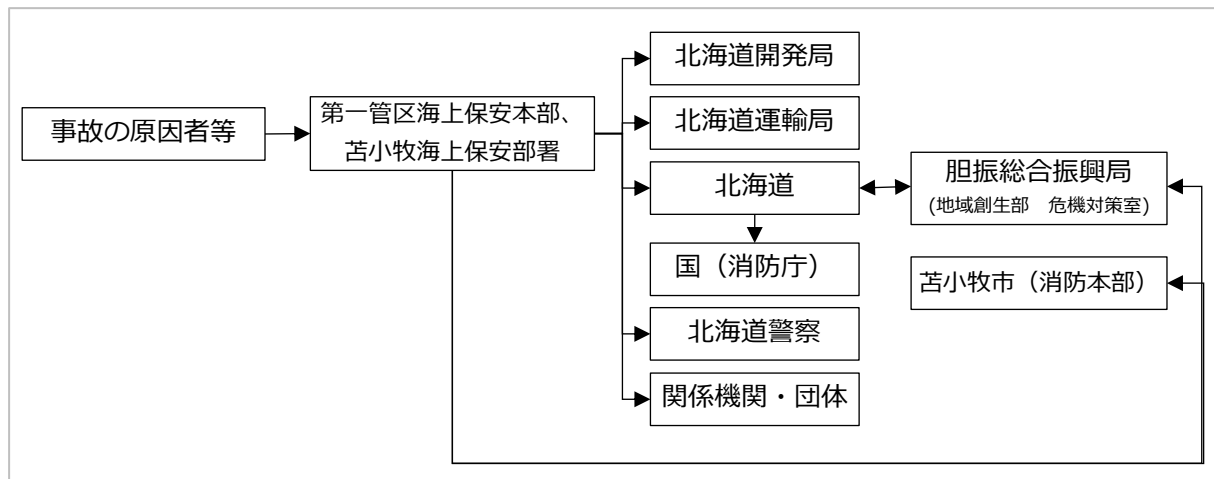 事故の原因者等
第一管区海上保安本部、
苫小牧海上保安部署
北海道開発局
北海道運輸局
北海道
国（消防庁）
北海道警察
関係機関・団体
胆振総合振興局
(地域創生部　危機対策室)
苫小牧市（消防本部）